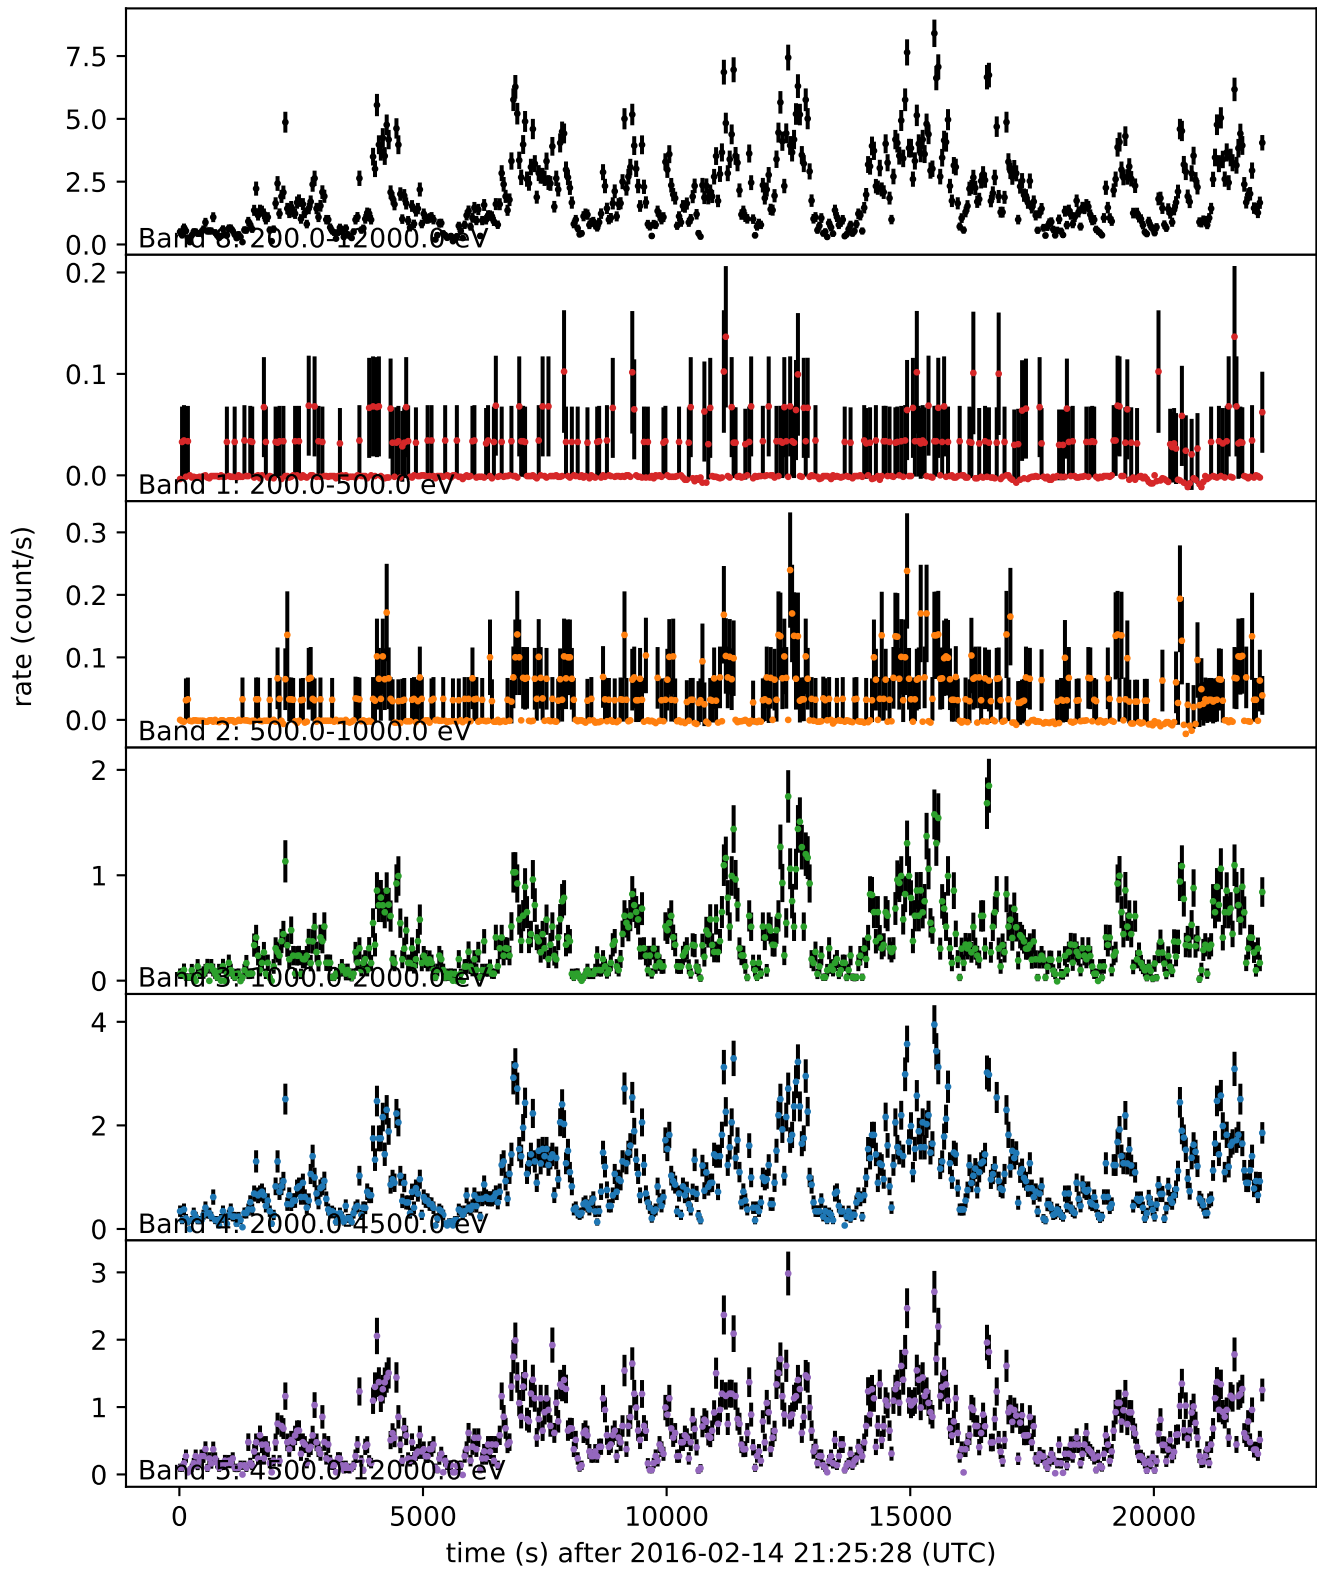 7.5
5.0
2.5
0.0
Band 8: 200.0-12000.0 eV
0.2
0.1
0.0
Band 1: 200.0-500.0 eV
rate (count/s)
0.3
0.2
0.1
0.0
Band 2: 500.0-1000.0 eV
2
1
0
Band 3: 1000.0-2000.0 eV
4
2
0
Band 4: 2000.0-4500.0 eV
3
2
1
0
Band 5: 4500.0-12000.0 eV
0 5000 10000 15000 20000
time (s) after 2016-02-14 21:25:28 (UTC)